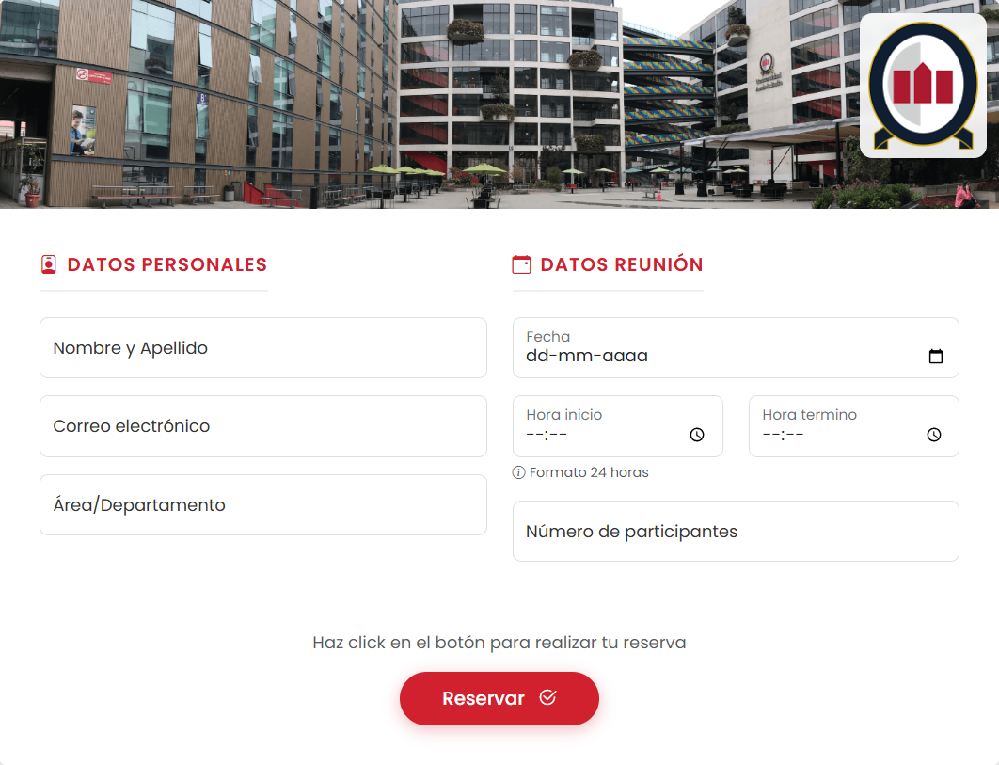 DATOS PERSONALES
Nombre y Apellido
Correo electrónico
Área/Departamento
DATOS REUNIÓN
Fecha
dd-mm-aaaa
Hora inicio
--:--
Hora termino
--:--
Formato 24 horas
Número de participantes
Haz click en el botón para realizar tu reserva
Reservar